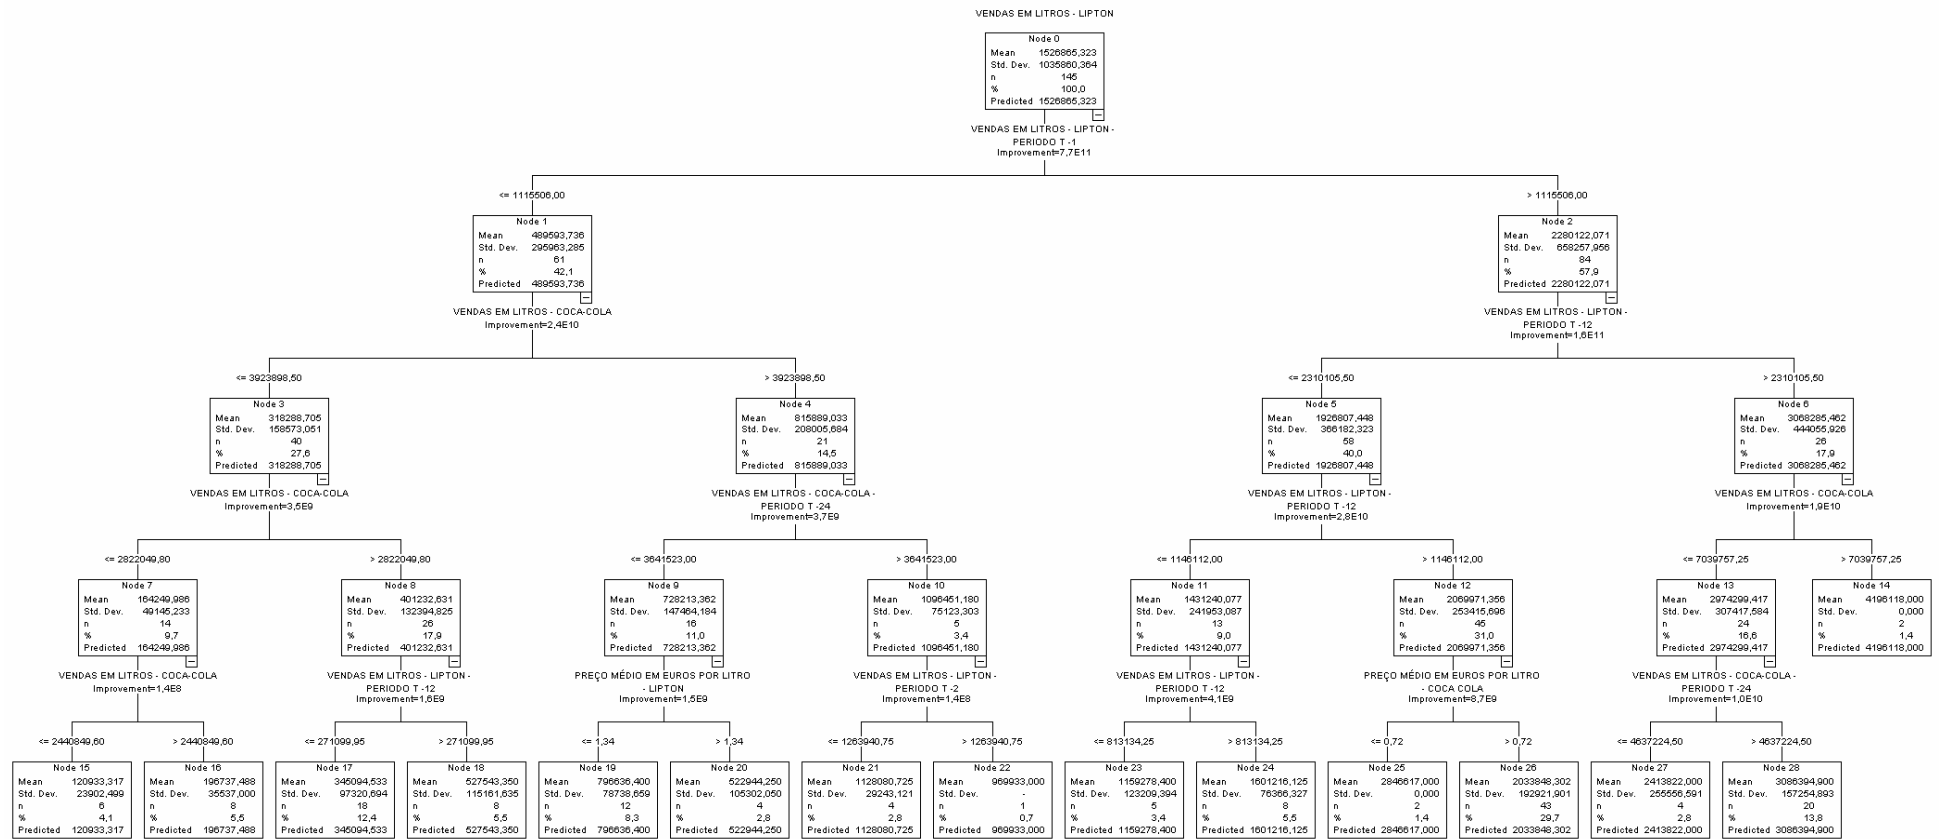 VENDAS EM LITROS - LIPTON
Node 0
Mean 1526865,323
Std. Dev. 1035860,364
n 145
% 100,0
Predicted 1526865,323
VENDAS EM LITROS - LIPTON -
PERIODO T -1
Improvement=7,7E11
<= 1115506,00
> 1115506,00
Node 1
Mean 489593,736
Std. Dev. 295963,285
n 61
% 42,1
Predicted 489593,736
Node 2
Mean 2280122,071
Std. Dev. 658257,956
n 84
% 57,9
Predicted 2280122,071
VENDAS EM LITROS - COCA-COLA
Improvement=2,4E10
VENDAS EM LITROS - LIPTON -
PERIODO T -12
Improvement=1,6E11
<= 3923898,50
> 3923898,50
<= 2310105,50
> 2310105,50
Node 3
Mean 318288,705
Std. Dev. 158573,051
n 40
% 27,6
Predicted 318288,705
Node 4
Mean 815889,033
Std. Dev. 208005,684
n 21
% 14,5
Predicted 815889,033
Node 5
Mean 1926807,448
Std. Dev. 366182,323
n 58
% 40,0
Predicted 1926807,448
Node 6
Mean 3068285,462
Std. Dev. 444055,926
n 26
% 17,9
Predicted 3068285,462
VENDAS EM LITROS - COCA-COLA
Improvement=3,5E9
VENDAS EM LITROS - COCA-COLA -
PERIODO T -24
Improvement=3,7E9
VENDAS EM LITROS - LIPTON -
PERIODO T -12
Improvement=2,8E10
VENDAS EM LITROS - COCA-COLA
Improvement=1,9E10
<= 2822049,80
> 2822049,80
<= 3641523,00
> 3641523,00
<= 1146112,00
> 1146112,00
<= 7039757,25
> 7039757,25
Node 7
Mean 164249,986
Std. Dev. 49145,233
n 14
% 9,7
Predicted 164249,986
Node 8
Mean 401232,631
Std. Dev. 132394,825
n 26
% 17,9
Predicted 401232,631
Node 9
Mean 728213,362
Std. Dev. 147464,184
n 16
% 11,0
Predicted 728213,362
Node 10
Mean 1096451,180
Std. Dev. 75123,303
n 5
% 3,4
Predicted 1096451,180
Node 11
Mean 1431240,077
Std. Dev. 241953,087
n 13
% 9,0
Predicted 1431240,077
Node 12
Mean 2069971,356
Std. Dev. 253415,696
n 45
% 31,0
Predicted 2069971,356
Node 13
Mean 2974299,417
Std. Dev. 307417,584
n 24
% 16,6
Predicted 2974299,417
Node 14
Mean 4196118,000
Std. Dev. 0,000
n 2
% 1,4
Predicted 4196118,000
VENDAS EM LITROS - COCA-COLA
Improvement=1,4E8
VENDAS EM LITROS - LIPTON -
PERIODO T -12
Improvement=1,6E9
PREÇO MÉDIO EM EUROS POR LITRO
- LIPTON
Improvement=1,5E9
VENDAS EM LITROS - LIPTON -
PERIODO T -2
Improvement=1,4E8
VENDAS EM LITROS - LIPTON -
PERIODO T -12
Improvement=4,1E9
PREÇO MÉDIO EM EUROS POR LITRO
- COCA COLA
Improvement=8,7E9
VENDAS EM LITROS - COCA-COLA -
PERIODO T -24
Improvement=1,0E10
<= 2440849,60
> 2440849,60
<= 271099,95
> 271099,95
<= 1,34
> 1,34
<= 1263940,75
> 1263940,75
<= 813134,25
> 813134,25
<= 0,72
> 0,72
<= 4637224,50
> 4637224,50
Node 15
Mean 120933,317
Std. Dev. 23902,499
n 6
% 4,1
Predicted 120933,317
Node 16
Mean 196737,488
Std. Dev. 35537,000
n 8
% 5,5
Predicted 196737,488
Node 17
Mean 345094,533
Std. Dev. 97320,694
n 18
% 12,4
Predicted 345094,533
Node 18
Mean 527543,350
Std. Dev. 115161,635
n 8
% 5,5
Predicted 527543,350
Node 19
Mean 796636,400
Std. Dev. 78738,659
n 12
% 8,3
Predicted 796636,400
Node 20
Mean 522944,250
Std. Dev. 105302,050
n 4
% 2,8
Predicted 522944,250
Node 21
Mean 1128080,725
Std. Dev. 29243,121
n 4
% 2,8
Predicted 1128080,725
Node 22
Mean 969933,000
Std. Dev. -
n 1
% 0,7
Predicted 969933,000
Node 23
Mean 1159278,400
Std. Dev. 123209,394
n 5
% 3,4
Predicted 1159278,400
Node 24
Mean 1601216,125
Std. Dev. 76366,327
n 8
% 5,5
Predicted 1601216,125
Node 25
Mean 2846617,000
Std. Dev. 0,000
n 2
% 1,4
Predicted 2846617,000
Node 26
Mean 2033848,302
Std. Dev. 192921,901
n 43
% 29,7
Predicted 2033848,302
Node 27
Mean 2413822,000
Std. Dev. 255556,591
n 4
% 2,8
Predicted 2413822,000
Node 28
Mean 3086394,900
Std. Dev. 157254,893
n 20
% 13,8
Predicted 3086394,900